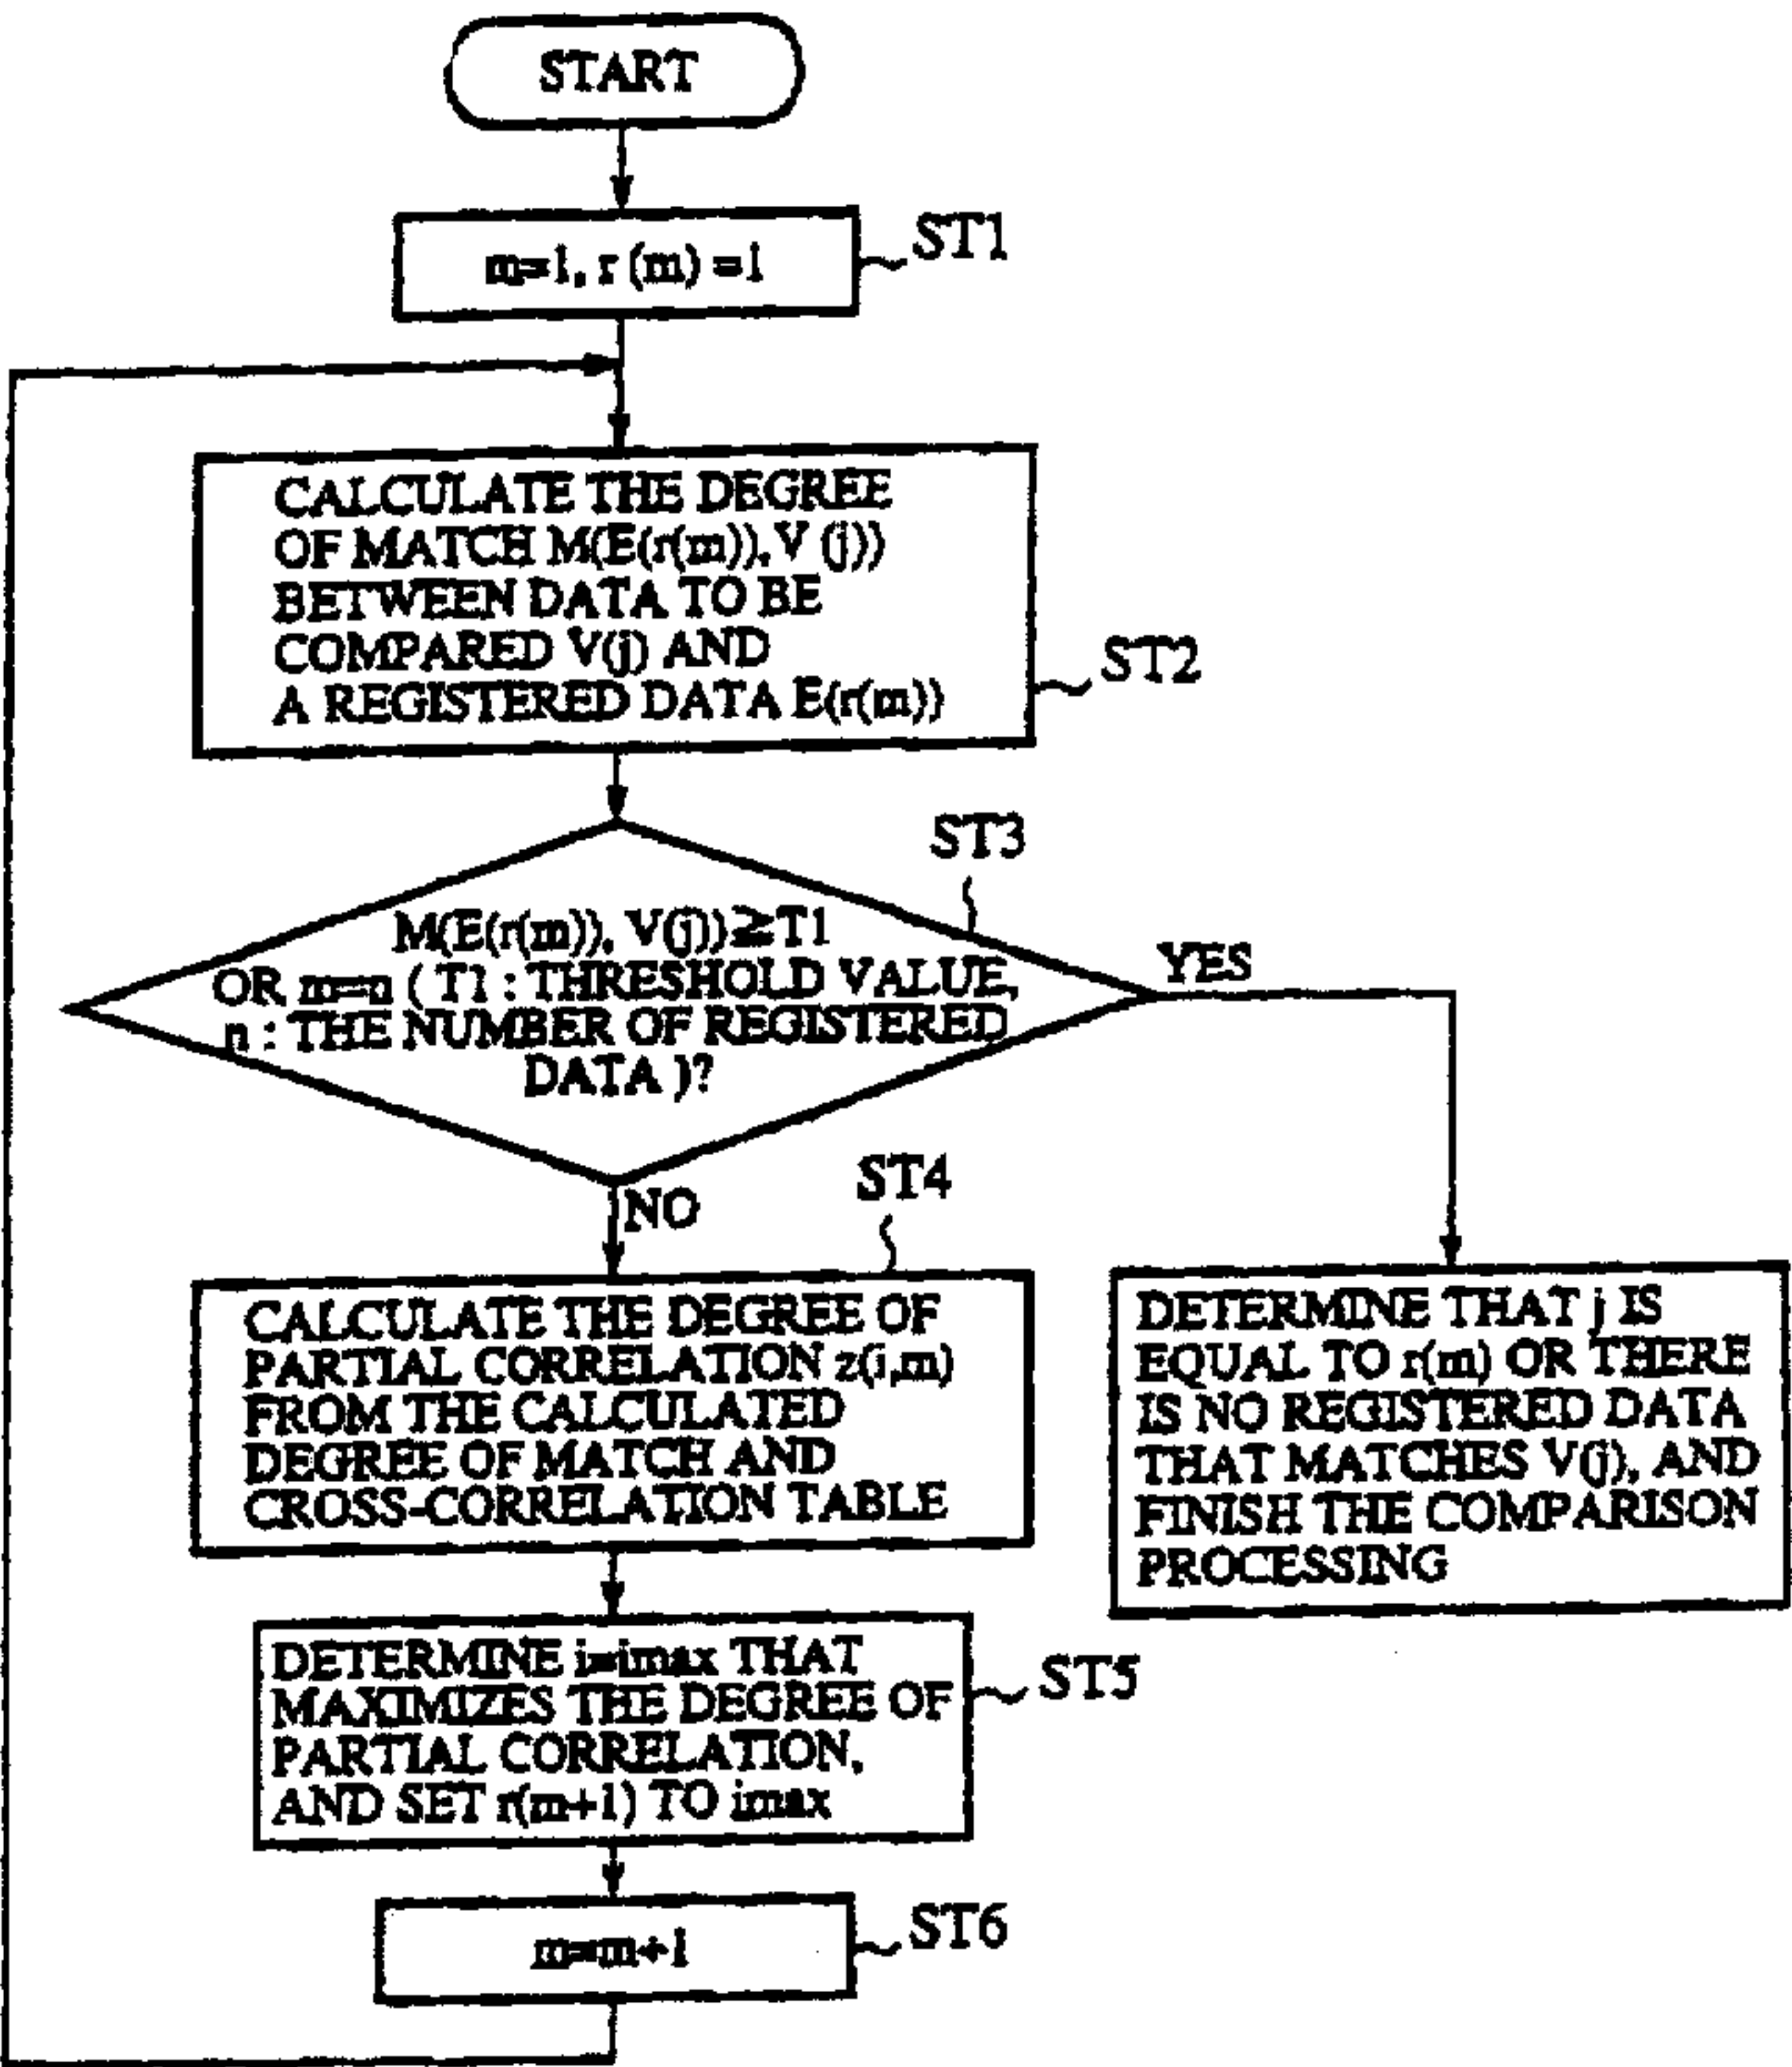 START
m=1, r (m) =1
ST1
CALCULATE THE DEGREE
OF MATCH M(E(r(m)), V (j))
BETWEEN DATA TO BE
COMPARED V(j) AND
A REGISTERED DATA E(r(m))
ST2
ST3
M(E(r(m)), V(j))≧T1
OR m=n ( T1 : THRESHOLD VALUE,
n : THE NUMBER OF REGISTERED
DATA )?
YES
NO
ST4
CALCULATE THE DEGREE OF
PARTIAL CORRELATION z(i,m)
FROM THE CALCULATED
DEGREE OF MATCH AND
CROSS-CORRELATION TABLE
DETERMINE THAT j IS
EQUAL TO r(m) OR THERE
IS NO REGISTERED DATA
THAT MATCHES V(j), AND
FINISH THE COMPARISON
PROCESSING
DETERMINE i=imax THAT
MAXIMIZES THE DEGREE OF
PARTIAL CORRELATION,
AND SET r(m+1) TO imax
ST5
m=m+1
ST6